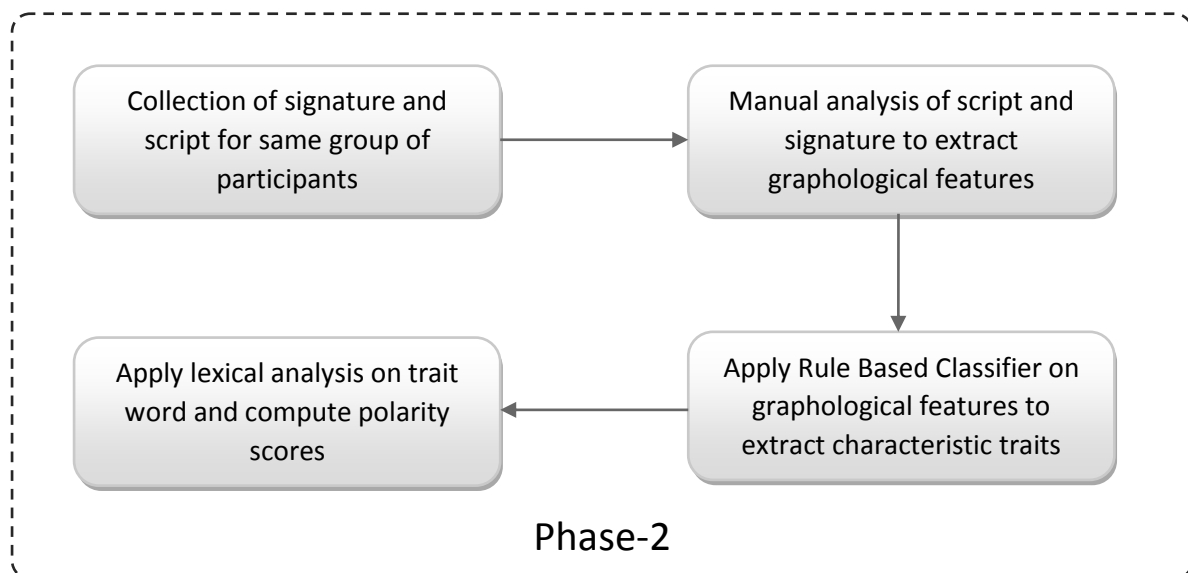 Collection of signature and
script for same group of
participants
Manual analysis of script and
signature to extract
graphological features
Apply Rule Based Classifier on
graphological features to
extract characteristic traits
Apply lexical analysis on trait
word and compute polarity
scores
Phase-2